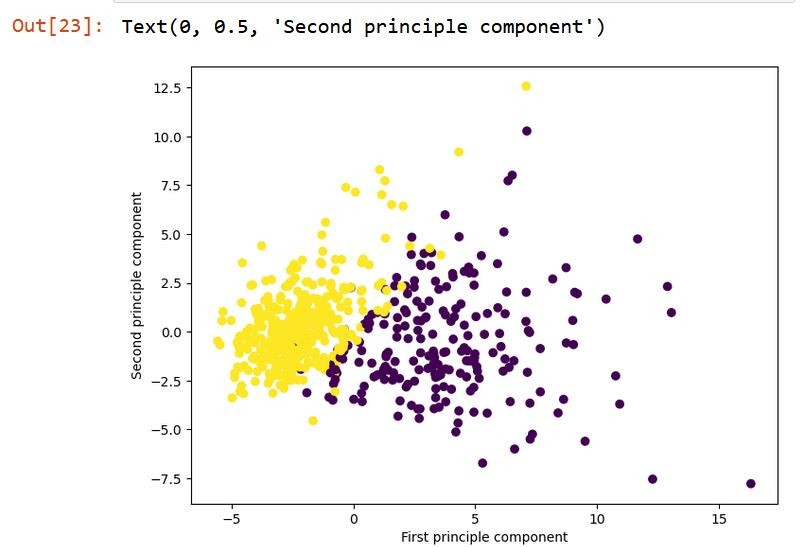 Out[23]: Text(0, 0.5, 'Second principle component')
12.5
10.0
7.5
5.0
2.5
0.0
−2.5
−5.0
−7.5
Second principle component
−5 0 5 10 15
First principle component